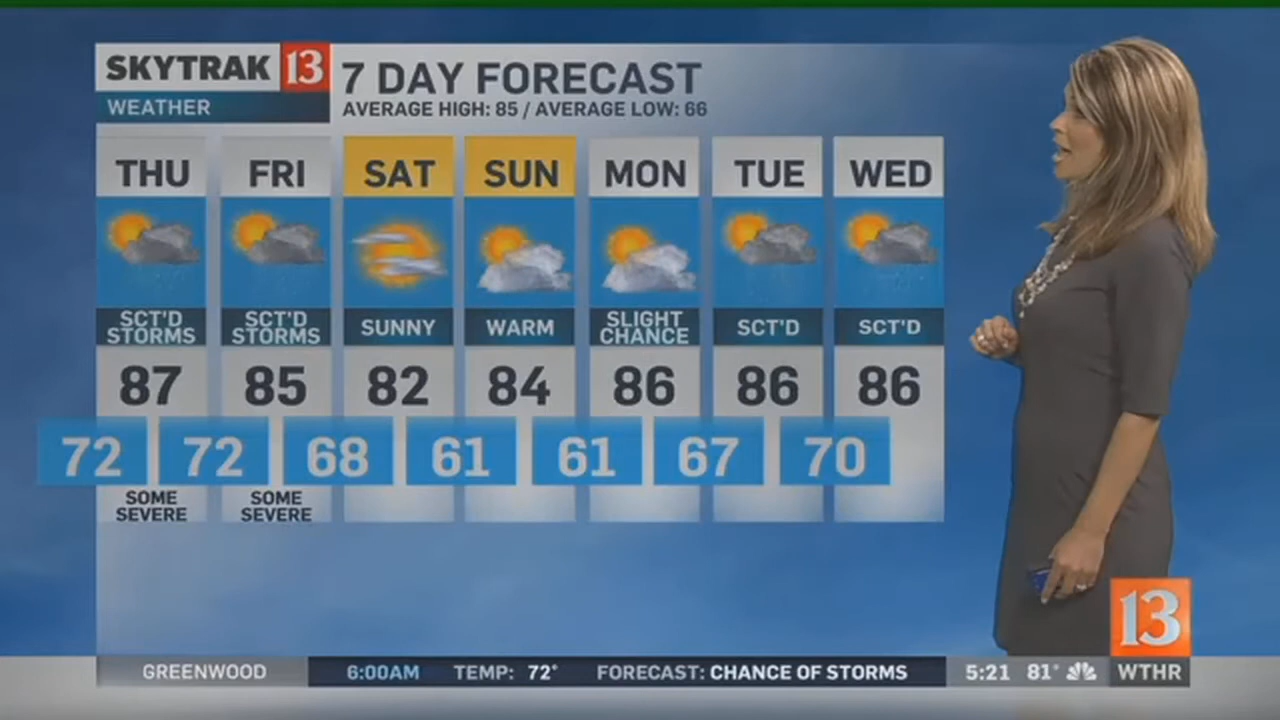 SKYTRAK 13
WEATHER
7 DAY FORECAST
AVERAGE HIGH: 85 / AVERAGE LOW: 66
THU FRI SAT SUN MON TUE WED
SCT'D STORMS
SCT'D STORMS
SUNNY
WARM
SLIGHT CHANCE
SCT'D
SCT'D
87 85 82 84 86 86 86
72 72 68 61 61 67 70
SOME SEVERE
SOME SEVERE
13
GREENWOOD 6:00AM TEMP: 72° FORECAST: CHANCE OF STORMS 5:21 81° WTHR